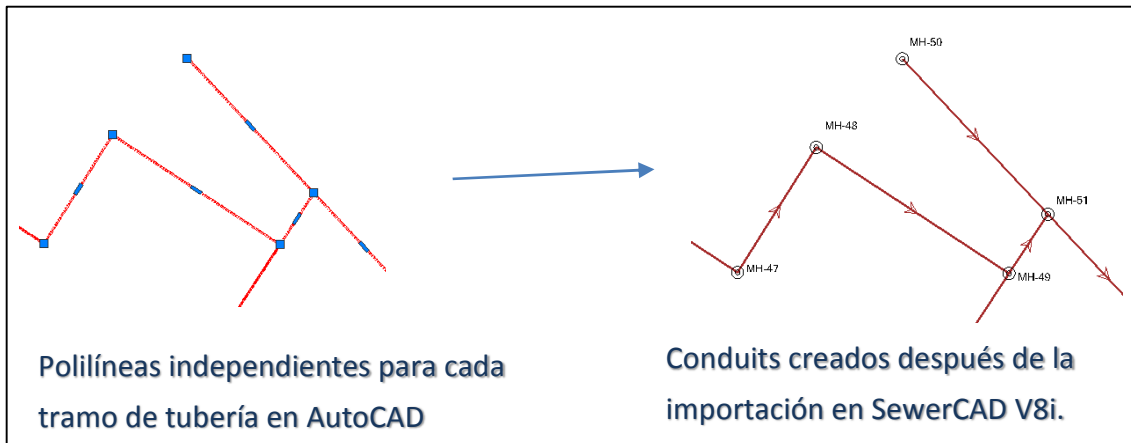 MH-50
MH-48
MH-51
MH-47
MH-49
Polilíneas independientes para cada
tramo de tubería en AutoCAD
Conduits creados después de la
importación en SewerCAD V8i.